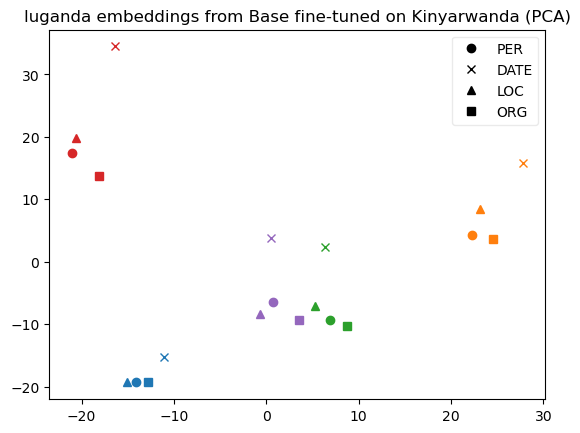 luganda embeddings from Base fine-tuned on Kinyarwanda (PCA)
PER
DATE
LOC
ORG
30
20
10
0
−10
−20
−20
−10
0
10
20
30